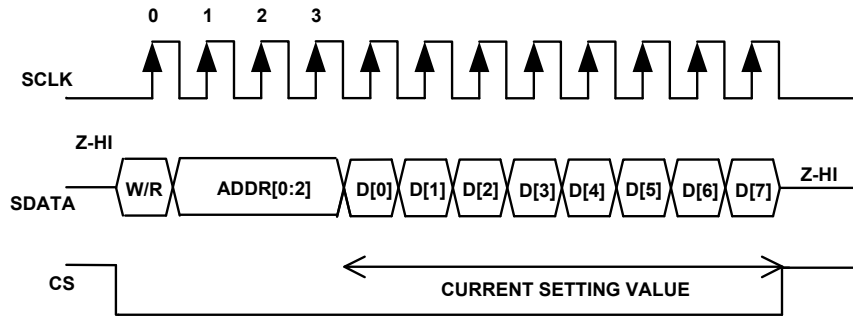 0 1 2 3
SCLK
Z-HI
W/R ADDR[0:2] D[0] D[1] D[2] D[3] D[4] D[5] D[6] D[7] Z-HI
SDATA
CS
CURRENT SETTING VALUE